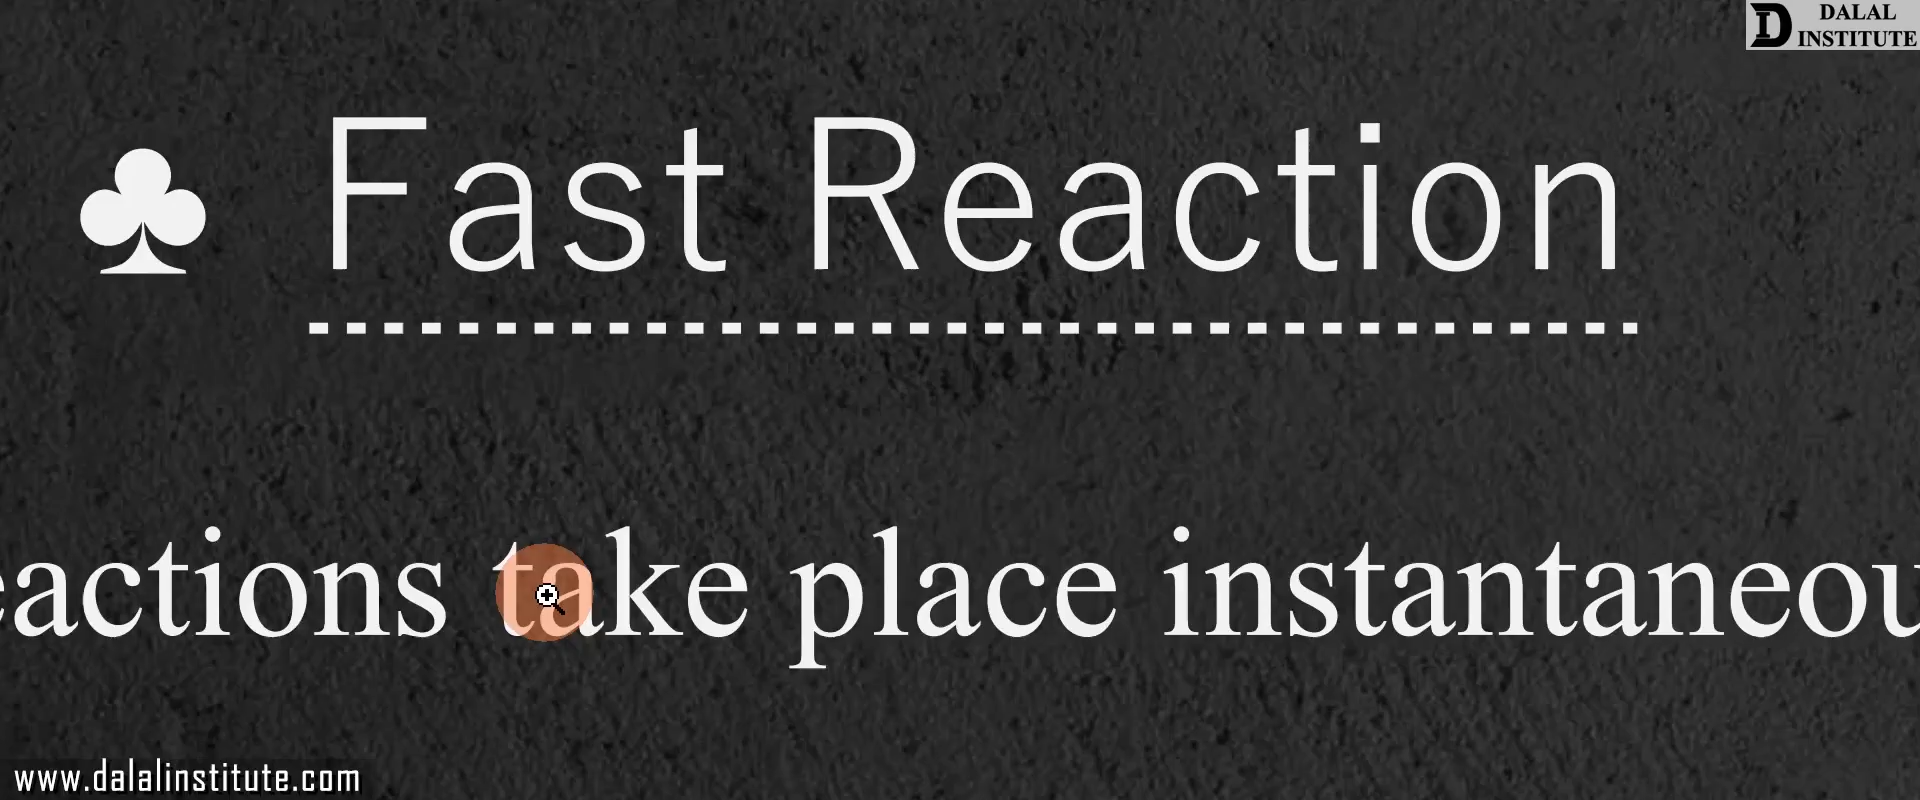 DALAL
INSTITUTE
♣ Fast Reaction
eactions take place instantaneou
www.dalalinstitute.com